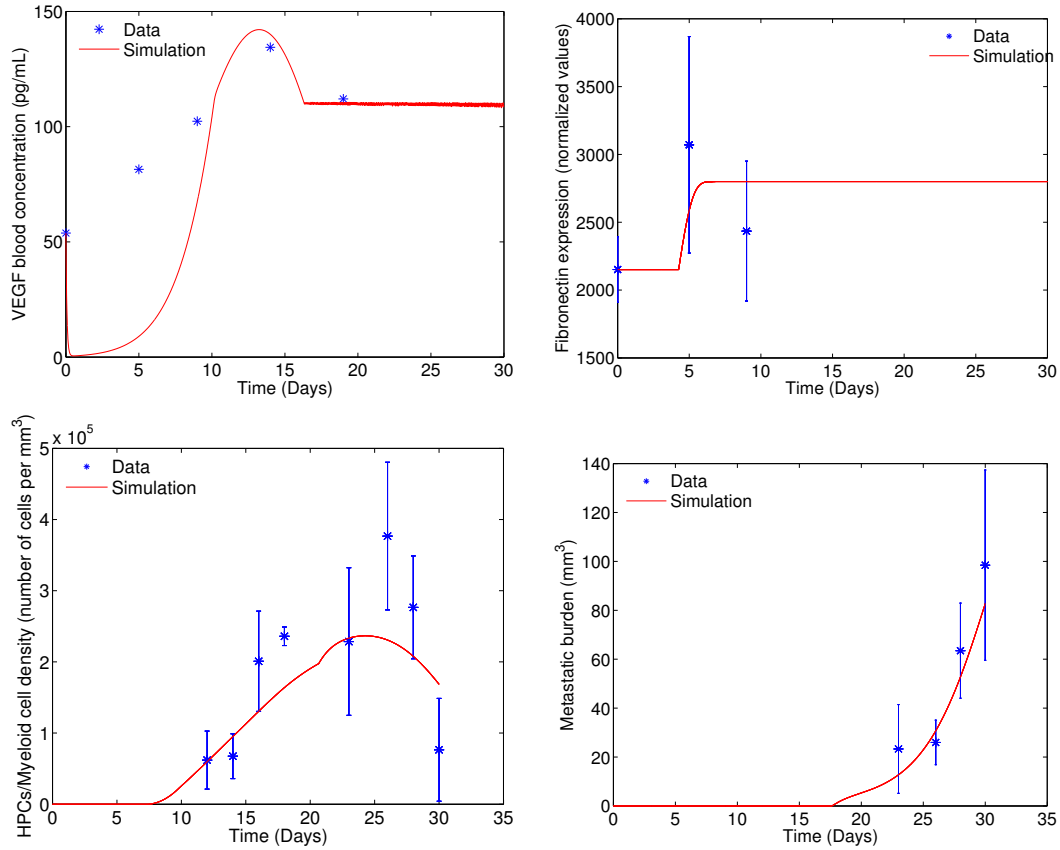 150
100
50
0
VEGF blood concentration (pg/mL)
Data
Simulation
0 5 10 15 20 25 30
Time (Days)
4000
3500
3000
2500
2000
1500
Fibronectin expression (normalized values)
Data
Simulation
0 5 10 15 20 25 30
Time (Days)
5 x 10^5
4
3
2
1
0
HPCs/Myeloid cell density (number of cells per mm³)
Data
Simulation
0 5 10 15 20 25 30 35
Time (Days)
140
120
100
80
60
40
20
0
Metastatic burden (mm³)
Data
Simulation
0 5 10 15 20 25 30 35
Time (Days)